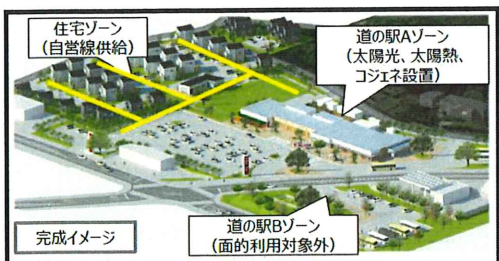 住宅ゾーン
（自営線供給）
道の駅Aゾーン
（太陽光、太陽熱、
コジェネ設置）
道の駅Bゾーン
（面的利用対象外）
完成イメージ